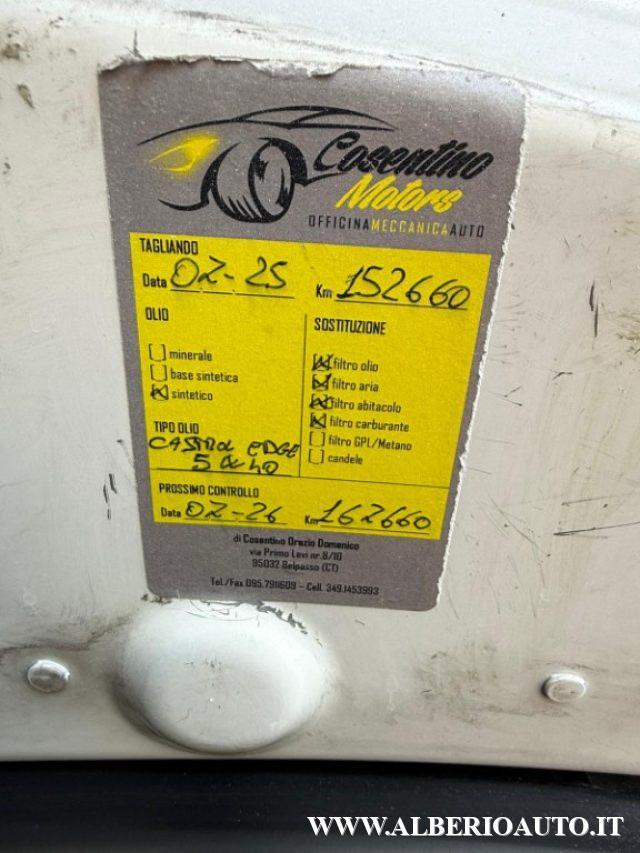 Cosentino
Motors
OFFICINAMECCANICAAUTO
TAGLIANDO
Data 02-25 Km 152660
OLIO
minerale
base sintetica
sintetico
TIPO OLIO
CASTROL EDGE
5W40
SOSTITUZIONE
filtro olio
filtro aria
filtro abitacolo
filtro carburante
filtro GPL/Metano
candele
PROSSIMO CONTROLLO
Data 02-26 Km 162660
di Cosentino Orazio Domenico
via Primo Levi nr.8/10
95032 Belpasso (CT)
Tel./Fax 095.7911609 - Cell. 349.1453993
WWW.ALBERIOAUTO.IT